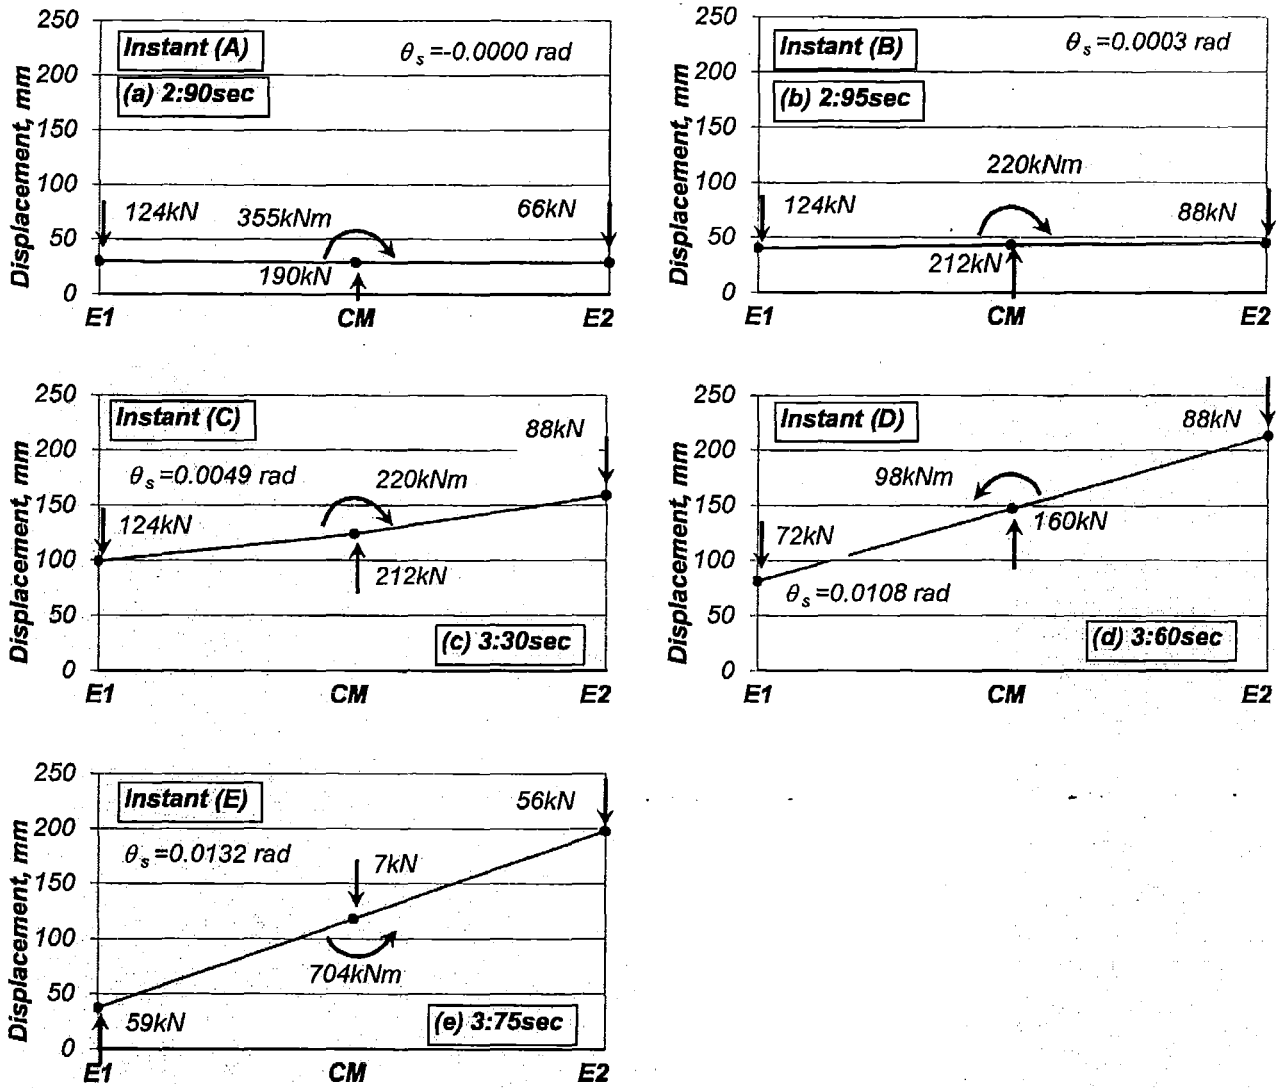 Displacement, mm
250
200
150
100
50
0
Instant (A)
θs=-0.0000 rad
(a) 2:90sec
124kN
355kNm
66kN
190kN
E1 CM E2
Displacement, mm
250
200
150
100
50
0
Instant (B)
θs=0.0003 rad
(b) 2:95sec
220kNm
124kN
88kN
212kN
E1 CM E2
Displacement, mm
250
200
150
100
50
0
Instant (C)
88kN
θs=0.0049 rad
220kNm
124kN
212kN
(c) 3:30sec
E1 CM E2
Displacement, mm
250
200
150
100
50
0
Instant (D)
88kN
98kNm
72kN
160kN
θs=0.0108 rad
(d) 3:60sec
E1 CM E2
Displacement, mm
250
200
150
100
50
0
Instant (E)
56kN
θs=0.0132 rad
7kN
704kNm
59kN
(e) 3:75sec
E1 CM E2